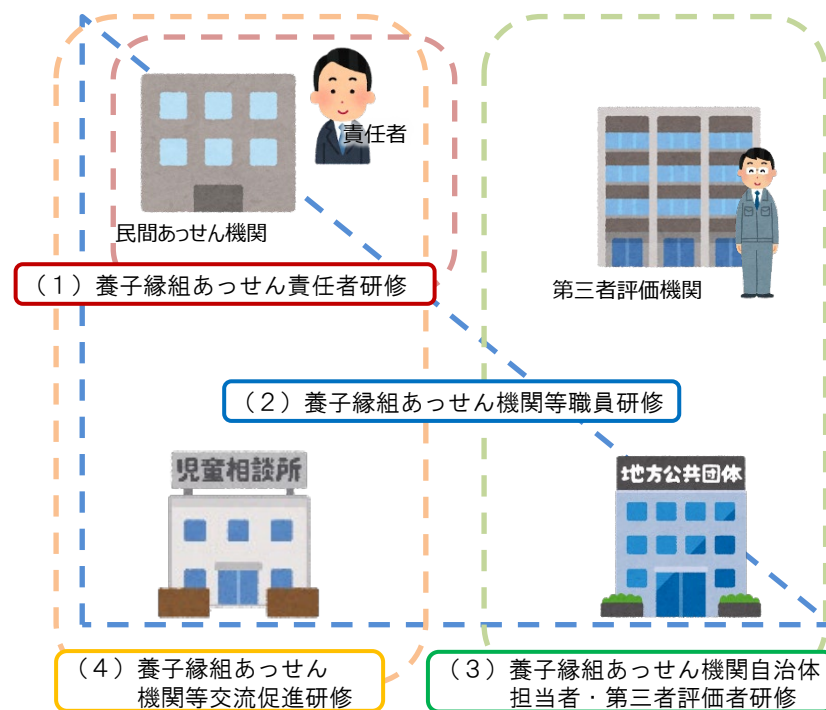 責任者
民間あっせん機関
(1)養子縁組あっせん責任者研修
第三者評価機関
(2)養子縁組あっせん機関等職員研修
児童相談所
地方公共団体
(4)養子縁組あっせん
機関等交流促進研修
(3)養子縁組あっせん機関自治体
担当者・第三者評価者研修